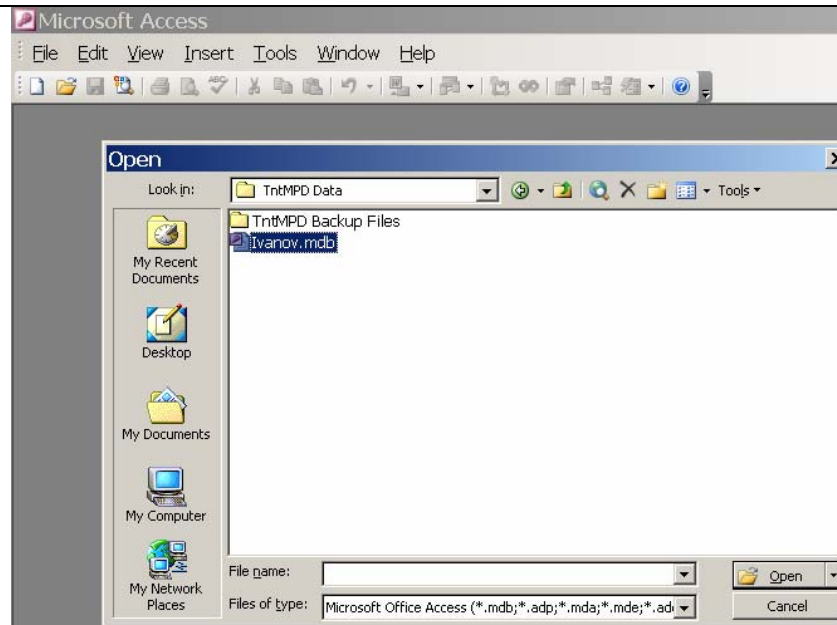 Microsoft Access
File Edit View Insert Tools Window Help
Open
Look in: TntMPD Data Tools
TntMPD Backup Files
Ivanov.mdb
My Recent
Documents
Desktop
My Documents
My Computer
My Network
Places
File name: Open
Files of type: Microsoft Office Access (*.mdb;*.adp;*.mda;*.mde;*.ad Cancel